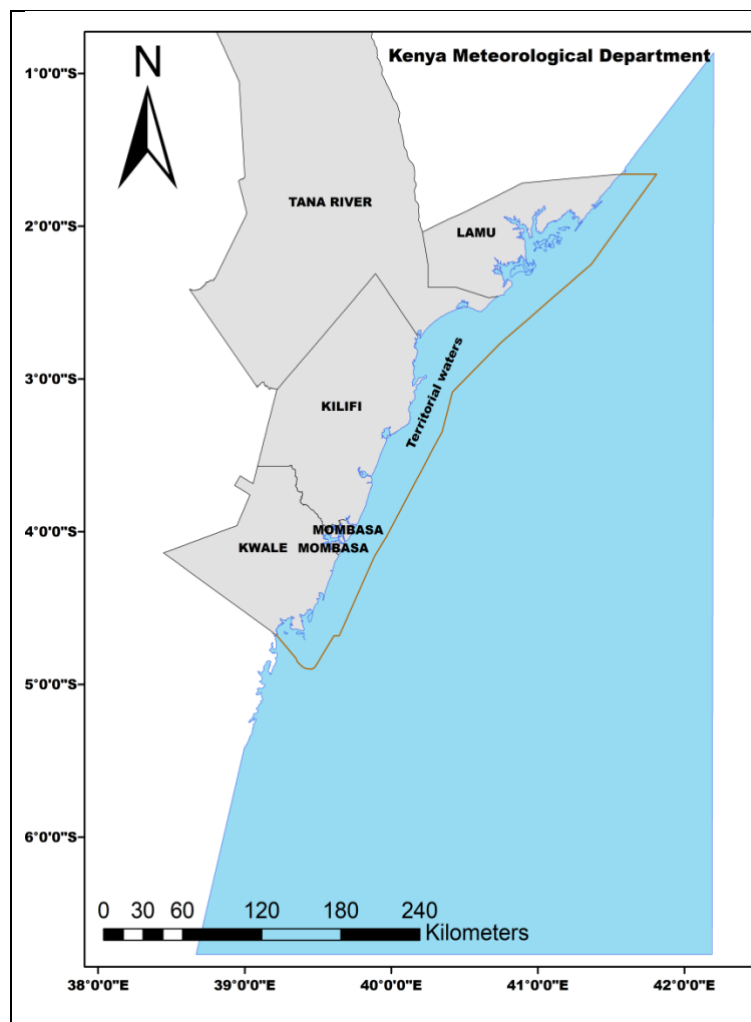 Kenya Meteorological Department
N
1°0'0"S
2°0'0"S
3°0'0"S
4°0'0"S
5°0'0"S
6°0'0"S
TANA RIVER
LAMU
Territorial waters
KILIFI
MOMBASA
KWALE MOMBASA
0 30 60 120 180 240
Kilometers
38°0'0"E 39°0'0"E 40°0'0"E 41°0'0"E 42°0'0"E